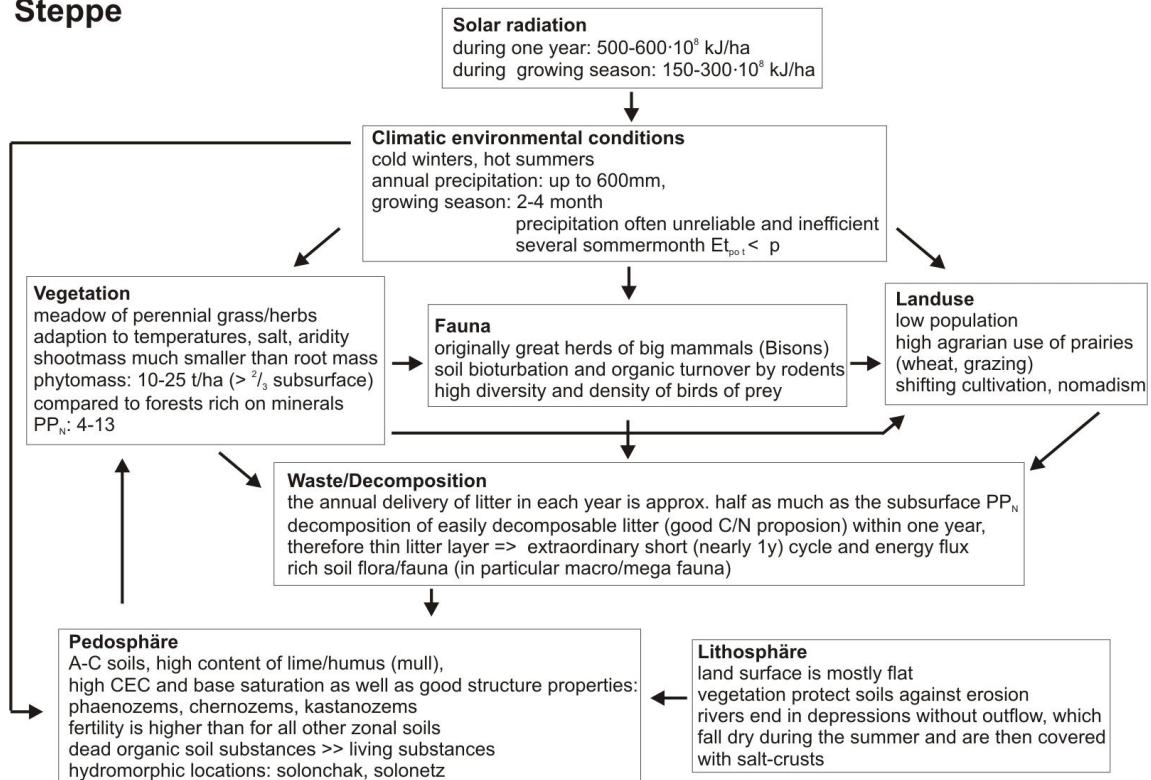 Steppe
Solar radiation
during one year: 500-600·10⁸ kJ/ha
during growing season: 150-300·10⁸ kJ/ha
Climatic environmental conditions
cold winters, hot summers
annual precipitation: up to 600mm,
growing season: 2-4 month
precipitation often unreliable and inefficient
several sommermonth Et_pot < p
Vegetation
meadow of perennial grass/herbs
adaption to temperatures, salt, aridity
shootmass much smaller than root mass
phytomass: 10-25 t/ha (> ²/₃ subsurface)
compared to forests rich on minerals
PP_N: 4-13
Fauna
originally great herds of big mammals (Bisons)
soil bioturbation and organic turnover by rodents
high diversity and density of birds of prey
Landuse
low population
high agrarian use of prairies
(wheat, grazing)
shifting cultivation, nomadism
Waste/Decomposition
the annual delivery of litter in each year is approx. half as much as the subsurface PP_N
decomposition of easily decomposable litter (good C/N proposion) within one year,
therefore thin litter layer => extraordinary short (nearly 1y) cycle and energy flux
rich soil flora/fauna (in particular macro/mega fauna)
Pedosphäre
A-C soils, high content of lime/humus (mull),
high CEC and base saturation as well as good structure properties:
phaenozems, chernozems, kastanozems
fertility is higher than for all other zonal soils
dead organic soil substances >> living substances
hydromorphic locations: solonchak, solonetz
Lithosphäre
land surface is mostly flat
vegetation protect soils against erosion
rivers end in depressions without outflow, which
fall dry during the summer and are then covered
with salt-crusts